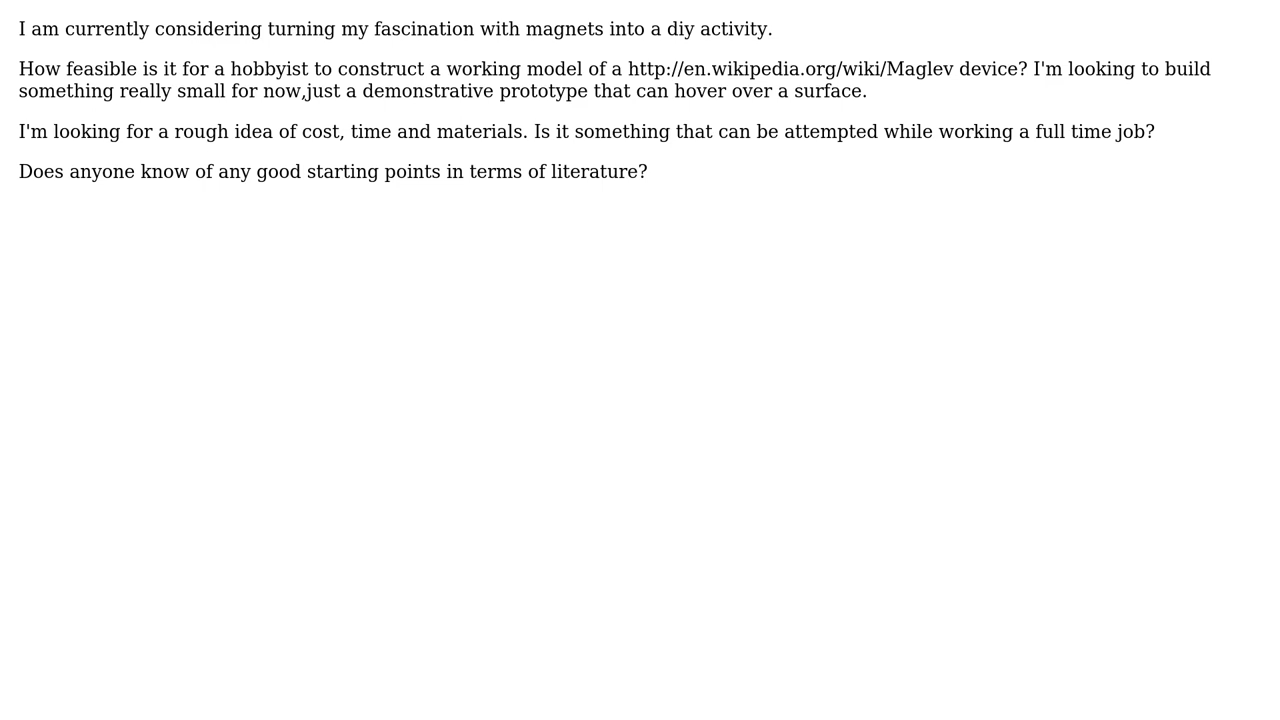 I am currently considering turning my fascination with magnets into a diy activity.
How feasible is it for a hobbyist to construct a working model of a http://en.wikipedia.org/wiki/Maglev device? I'm looking to build
something really small for now,just a demonstrative prototype that can hover over a surface.
I'm looking for a rough idea of cost, time and materials. Is it something that can be attempted while working a full time job?
Does anyone know of any good starting points in terms of literature?